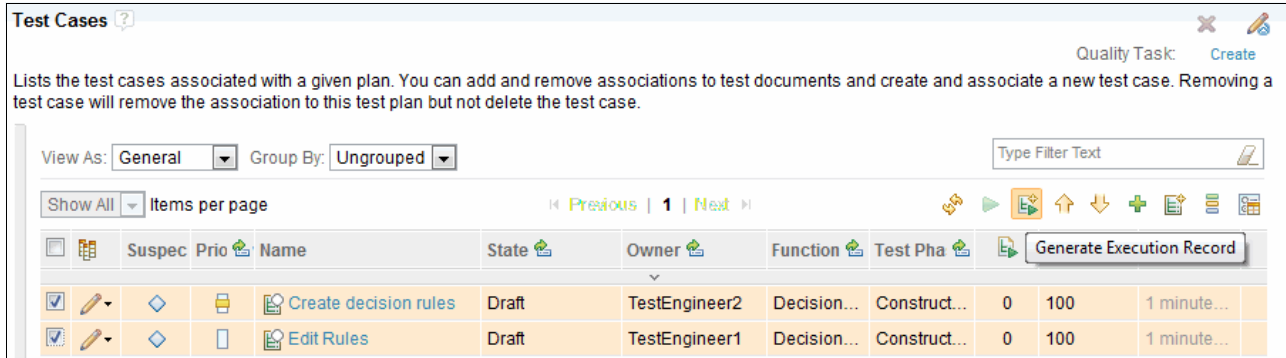 Test Cases ?
Quality Task: Create
Lists the test cases associated with a given plan. You can add and remove associations to test documents and create and associate a new test case. Removing a
test case will remove the association to this test plan but not delete the test case.
View As: General Group By: Ungrouped Type Filter Text
Show All Items per page Previous | 1 | Next
Suspec Prio Name State Owner Function Test Pha Generate Execution Record
Create decision rules Draft TestEngineer2 Decision... Construct... 0 100 1 minute...
Edit Rules Draft TestEngineer1 Decision... Construct... 0 100 1 minute...